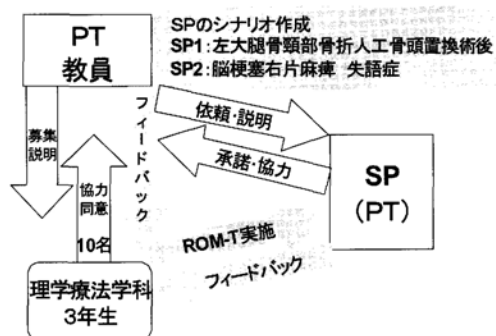 PT
教員
SPのシナリオ作成
SP1:左大腿骨頸部骨折人工骨頭置換術後
SP2:脳梗塞右片麻痺 失語症
募集
説明
協力
同意
10名
フィードバック
依頼・説明
承諾・協力
SP
(PT)
ROM-T実施
フィードバック
理学療法学科
3年生